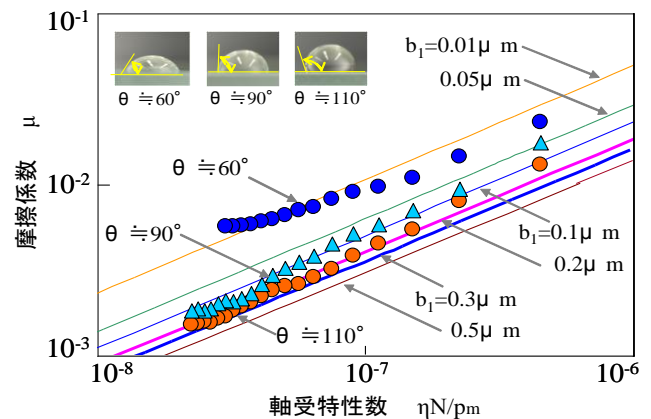 10⁻¹
b₁=0.01μ m
0.05μ m
θ ≒60°
θ ≒90°
θ ≒110°
摩擦係数 μ
10⁻²
θ ≒60°
θ ≒90°
b₁=0.1μ m
0.2μ m
b₁=0.3μ m
0.5μ m
θ ≒110°
10⁻³
10⁻⁸
10⁻⁷
10⁻⁶
軸受特性数 ηN/pm